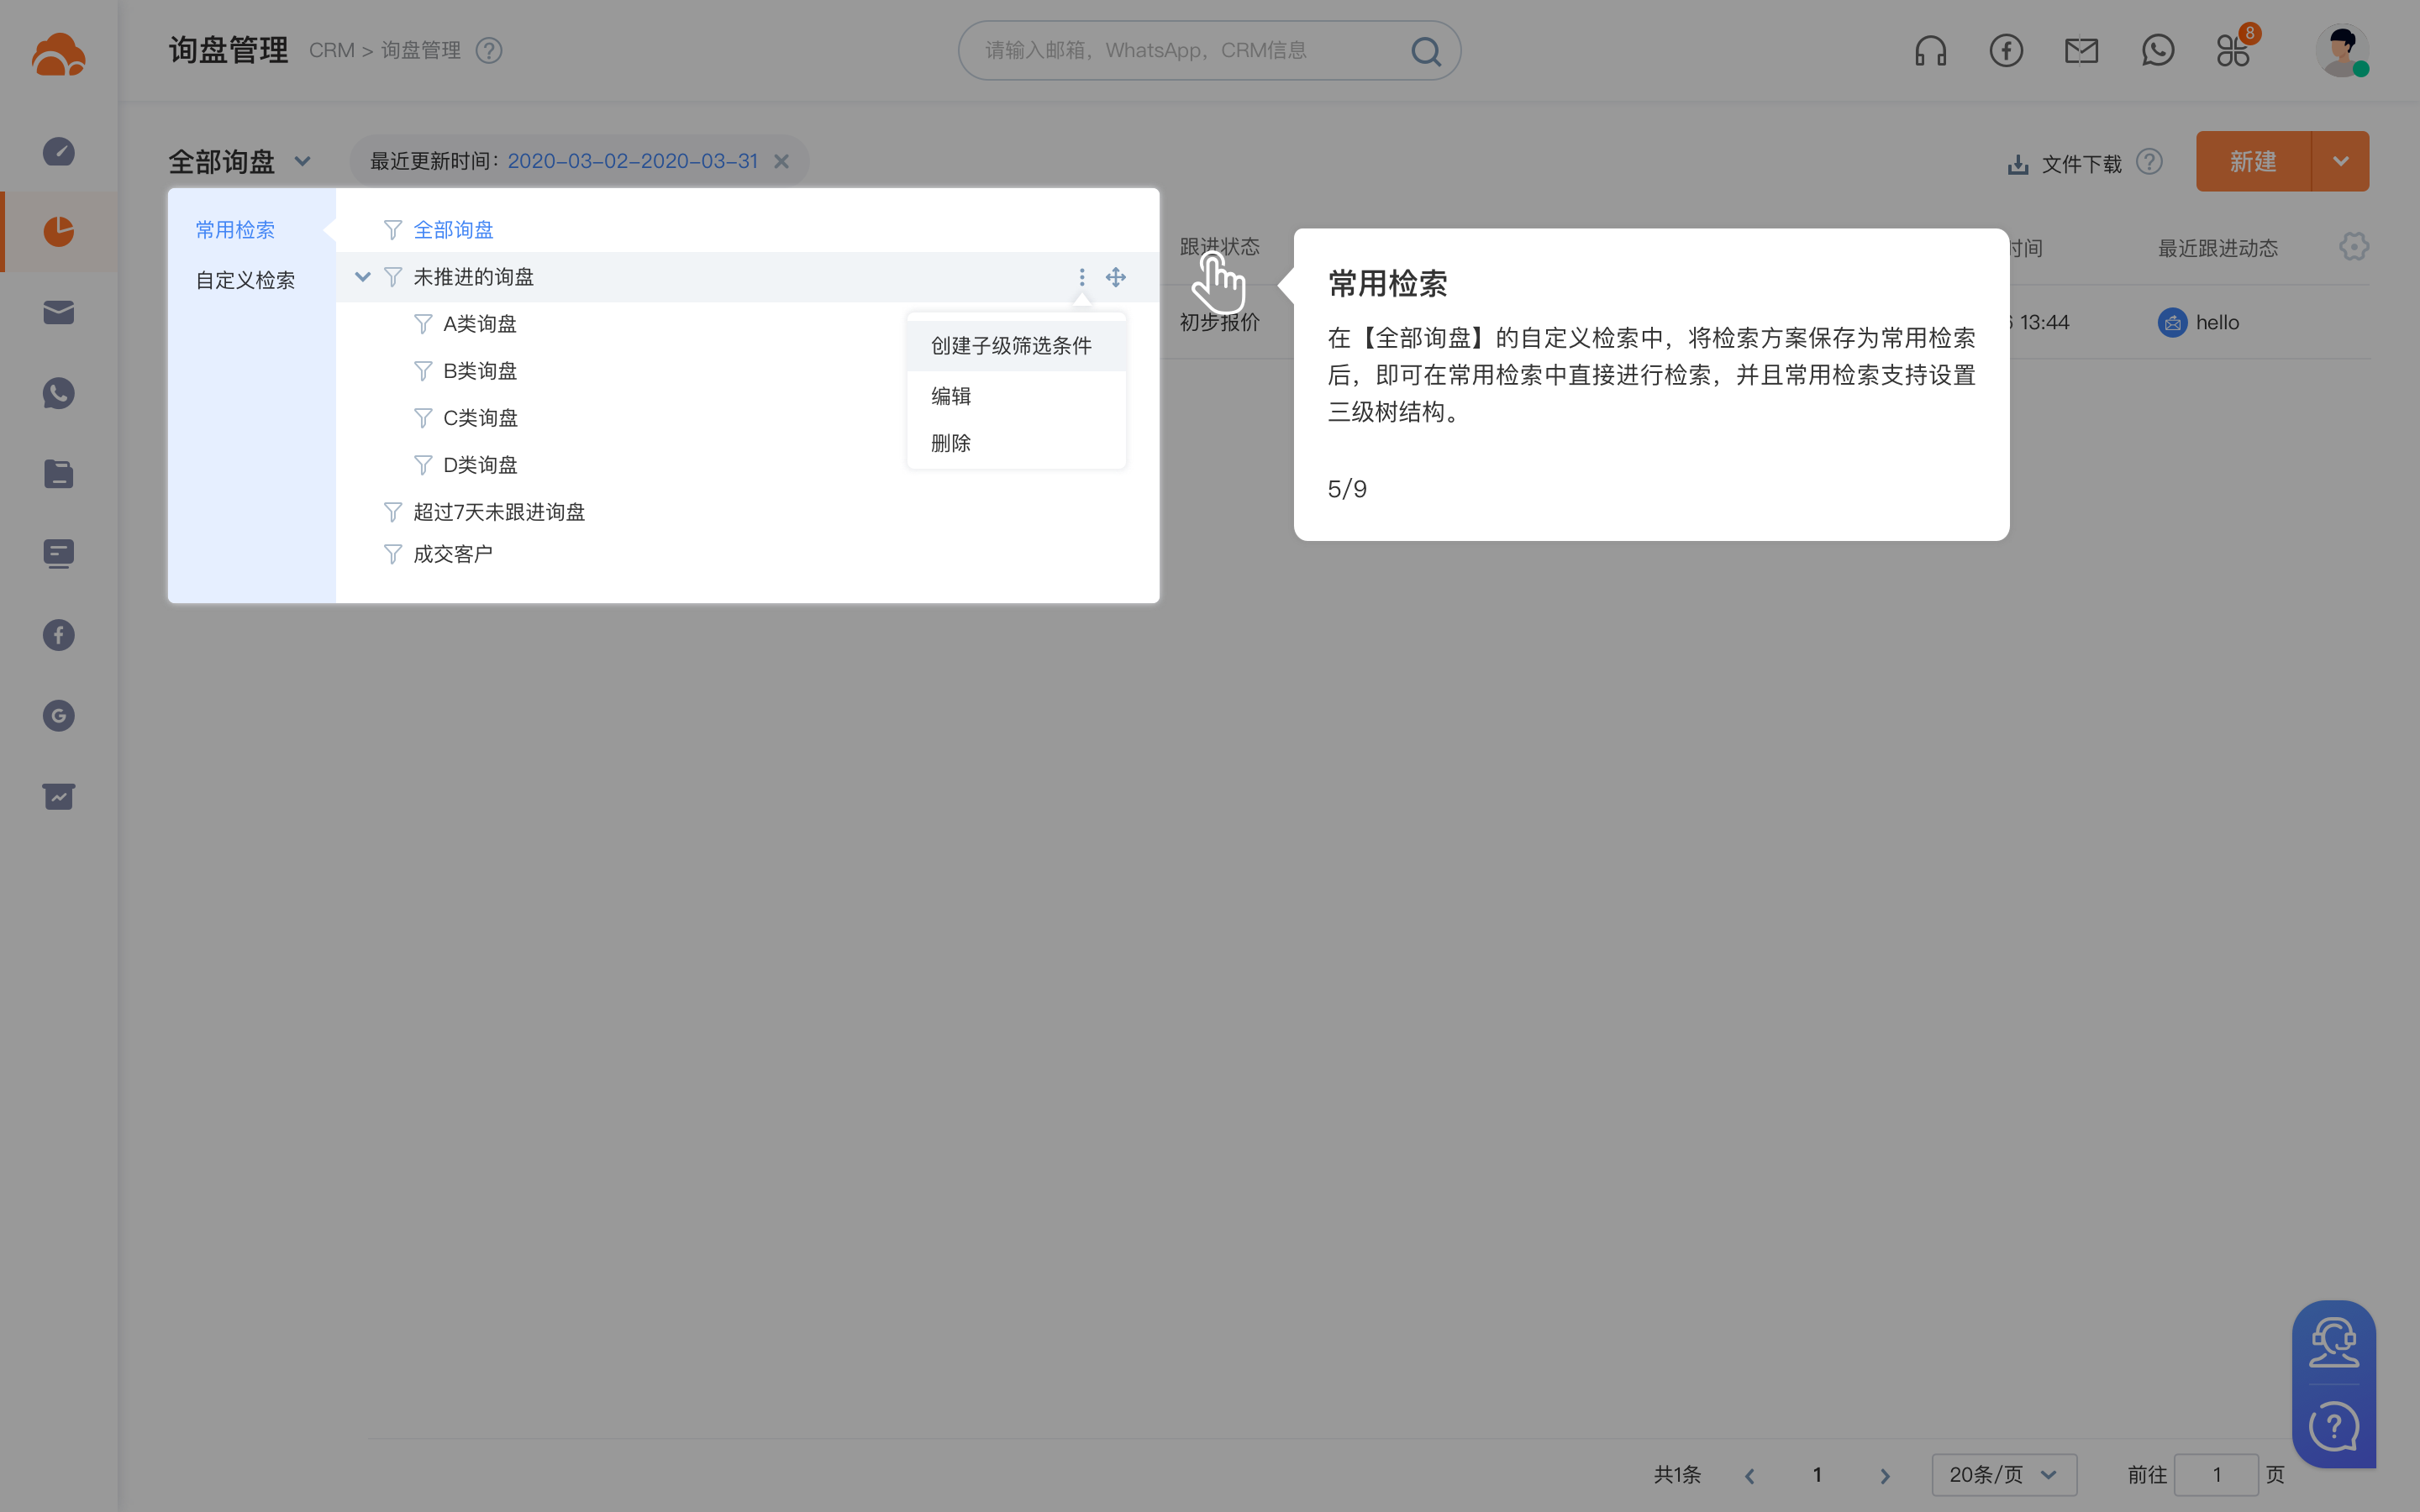 询盘管理 CRM > 询盘管理
请输入邮箱，WhatsApp，CRM信息
8
全部询盘
最近更新时间：2020-03-02-2020-03-31
文件下载
新建
常用检索
自定义检索
全部询盘
未推进的询盘
A类询盘
B类询盘
C类询盘
D类询盘
超过7天未跟进询盘
成交客户
创建子级筛选条件
编辑
删除
跟进状态
时间
最近跟进动态
初步报价
13:44
hello
常用检索
在【全部询盘】的自定义检索中，将检索方案保存为常用检索
后，即可在常用检索中直接进行检索，并且常用检索支持设置
三级树结构。
5/9
共1条
1
20条/页
前往 1 页